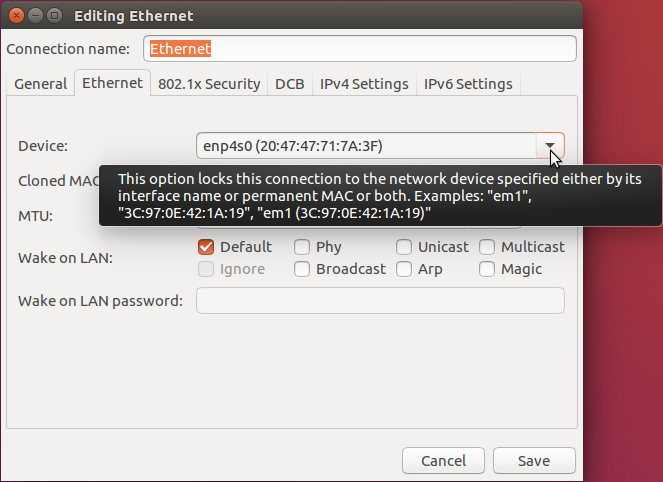 Editing Ethernet
Connection name: Ethernet
General Ethernet 802.1x Security DCB IPv4 Settings IPv6 Settings
Device: enp4s0 (20:47:47:71:7A:3F)
Cloned MAC
This option locks this connection to the network device specified either by its
interface name or permanent MAC or both. Examples: "em1",
"3C:97:0E:42:1A:19", "em1 (3C:97:0E:42:1A:19)"
MTU:
Wake on LAN: Default Phy Unicast Multicast
Ignore Broadcast Arp Magic
Wake on LAN password:
Cancel Save